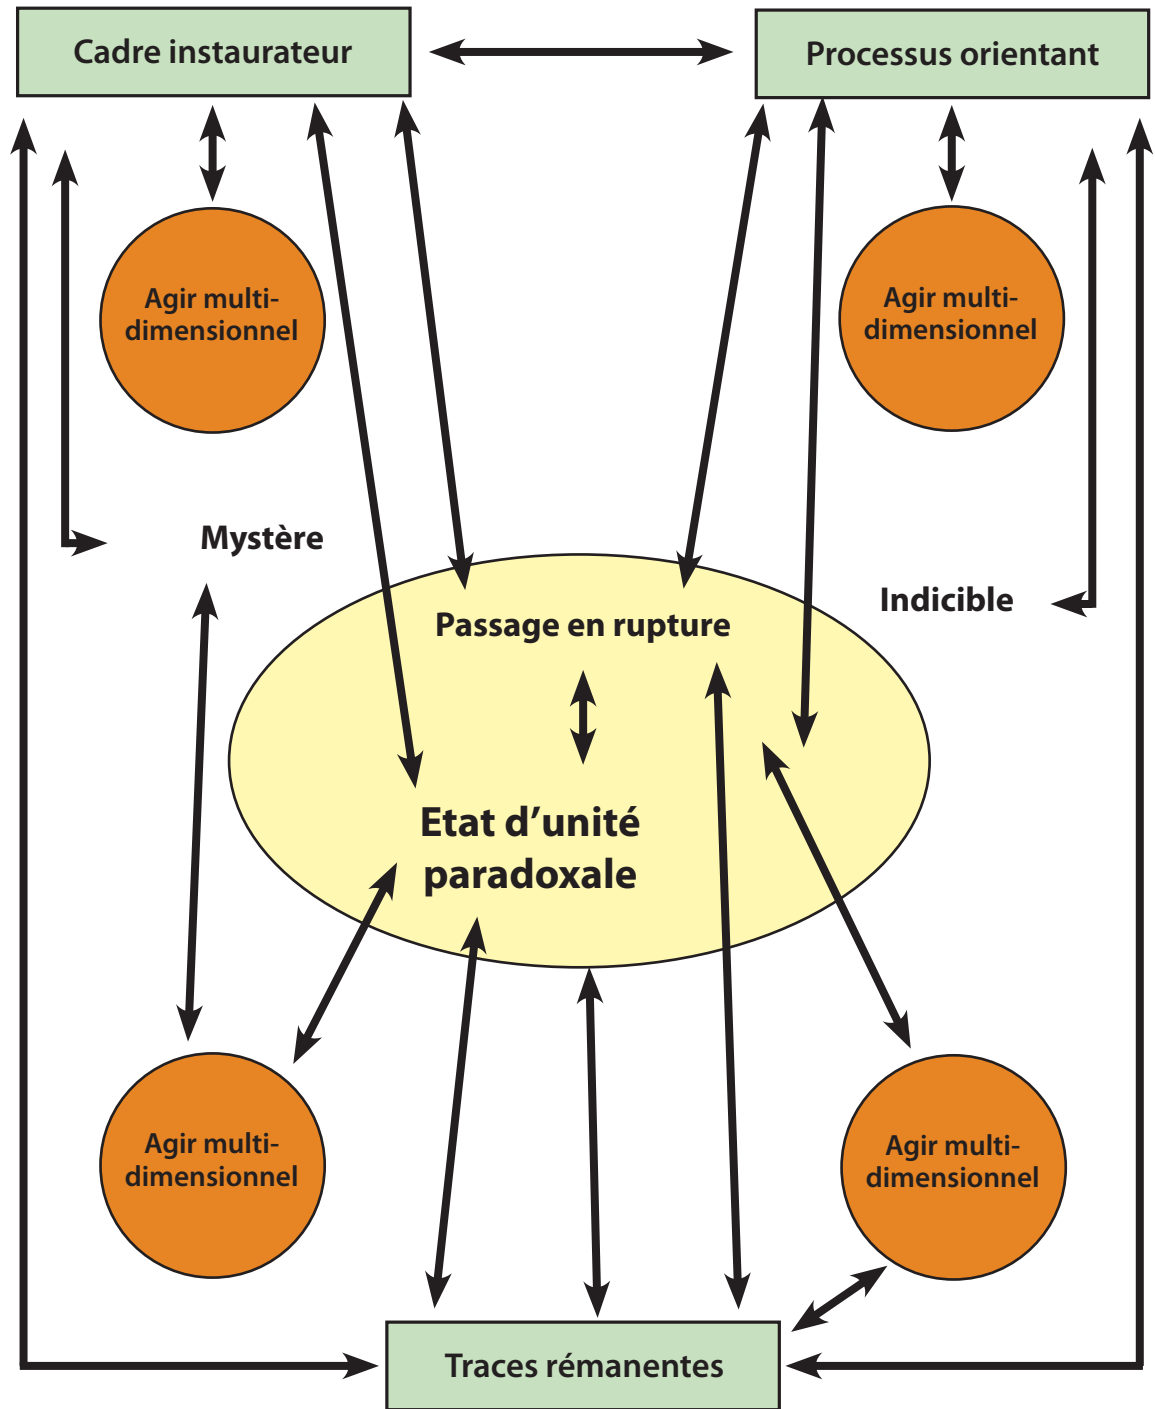 Cadre instaurateur
Processus orientant
Agir multi-
dimensionnel
Agir multi-
dimensionnel
Mystère
Indicible
Passage en rupture
Etat d’unité
paradoxale
Agir multi-
dimensionnel
Agir multi-
dimensionnel
Traces rémanentes